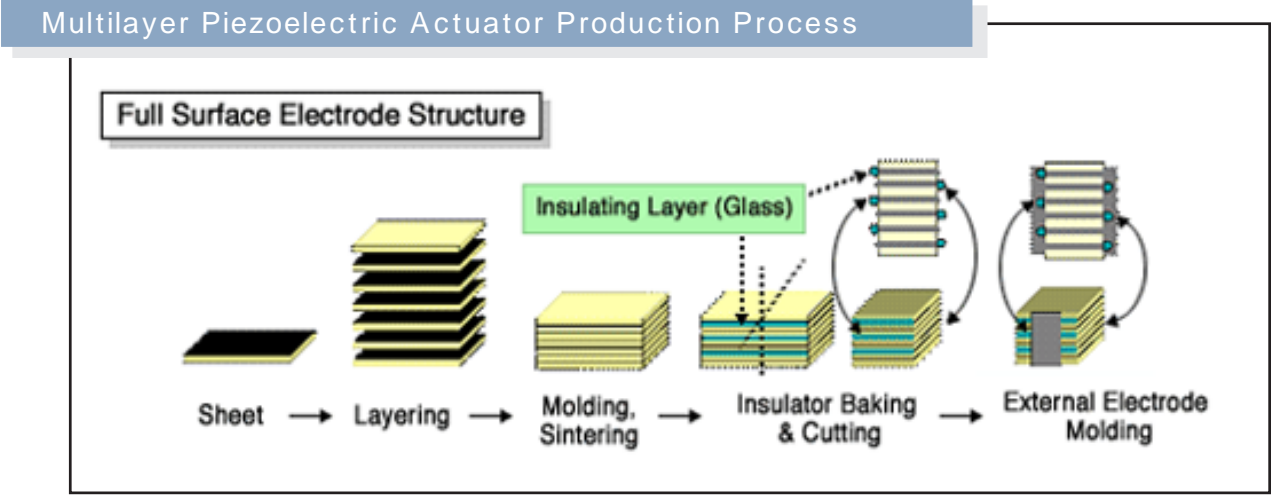 Multilayer Piezoelectric Actuator Production Process
Full Surface Electrode Structure
Insulating Layer (Glass)
Sheet
Layering
Molding,
Sintering
Insulator Baking
& Cutting
External Electrode
Molding